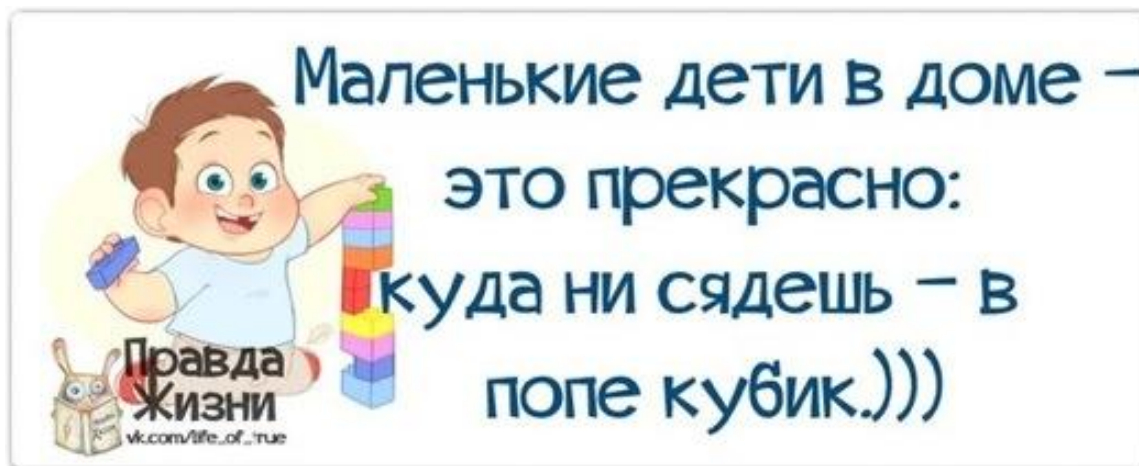 Маленькие дети в доме –
это прекрасно:
куда ни сядешь – в
попе кубик.)))
Правда
Жизни
vk.com/life_of_true